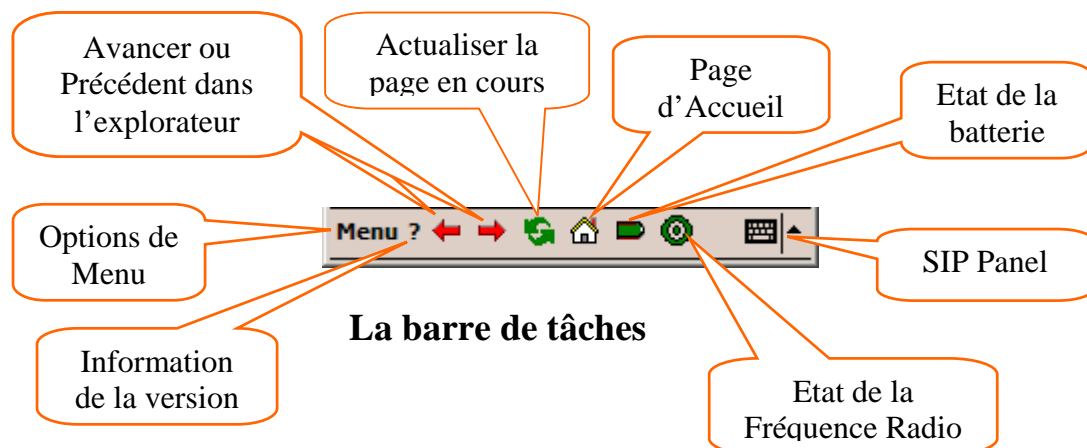 Avancer ou
Précédent dans
l’explorateur
Actualiser la
page en cours
Page
d’Accueil
Etat de la
batterie
Options de
Menu
Menu ?
SIP Panel
La barre de tâches
Information
de la version
Etat de la
Fréquence Radio